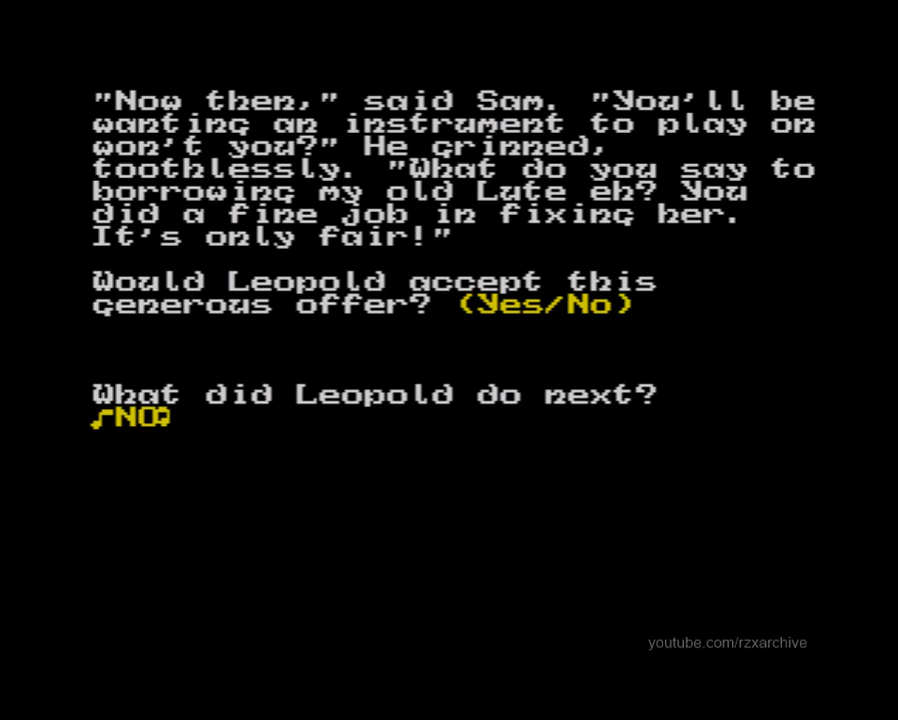 "Now then," said Sam. "You'll be
wanting an instrument to play on
won't you?" He grinned,
toothlessly. "What do you say to
borrowing my old Lute eh? You
did a fine job in fixing her.
It's only fair!"
Would Leopold accept this
generous offer? (Yes/No)
What did Leopold do next?
♪NO♫
youtube.com/rzxarchive